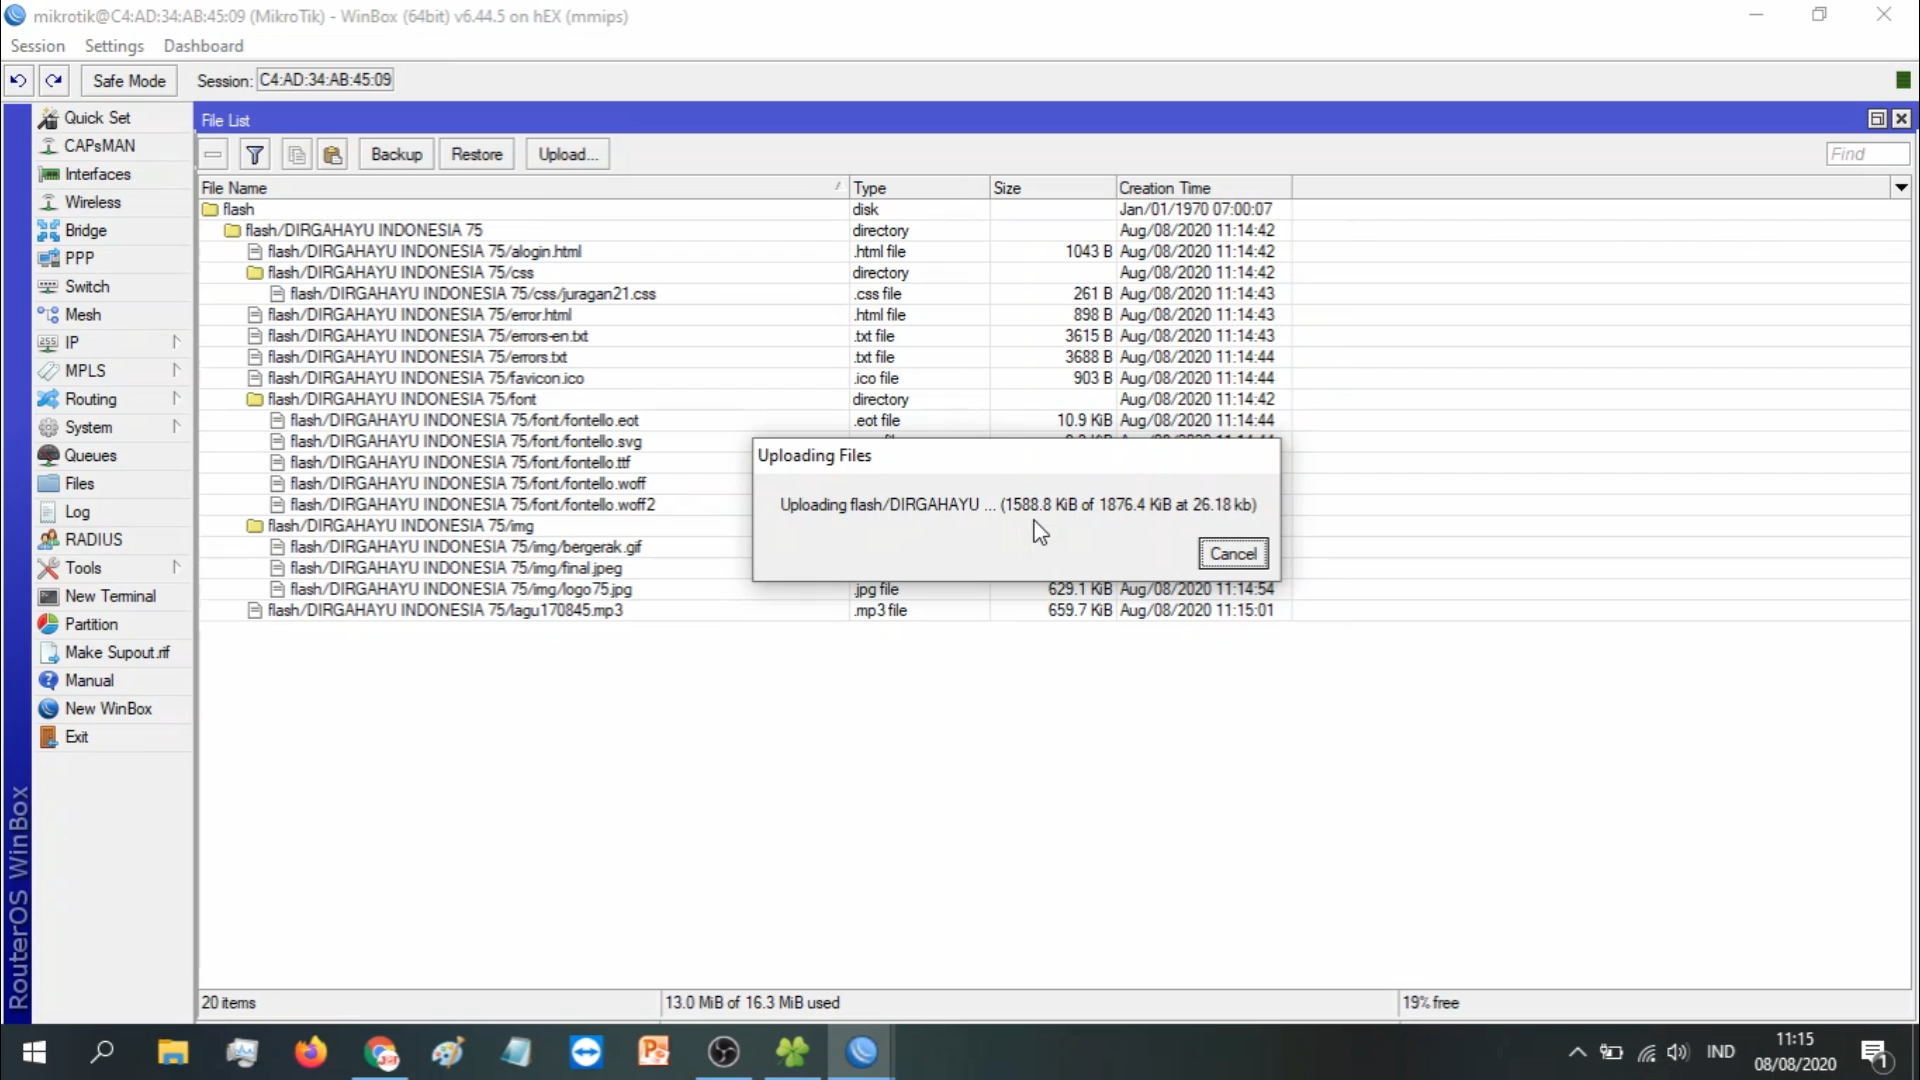 mikrotik@C4:AD:34:AB:45:09 (MikroTik) - WinBox (64bit) v6.44.5 on hEX (mmips)
Session Settings Dashboard
Safe Mode Session: C4:AD:34:AB:45:09
Quick Set
CAPsMAN
Interfaces
Wireless
Bridge
PPP
Switch
Mesh
IP
MPLS
Routing
System
Queues
Files
Log
RADIUS
Tools
New Terminal
Partition
Make Supout.rif
Manual
New WinBox
Exit
RouterOS WinBox
File List
Backup Restore Upload... Find
File Name Type Size Creation Time
flash disk Jan/01/1970 07:00:07
flash/DIRGAHAYU INDONESIA 75 directory Aug/08/2020 11:14:42
flash/DIRGAHAYU INDONESIA 75/alogin.html .html file 1043 B Aug/08/2020 11:14:42
flash/DIRGAHAYU INDONESIA 75/css directory Aug/08/2020 11:14:42
flash/DIRGAHAYU INDONESIA 75/css/juragan21.css .css file 261 B Aug/08/2020 11:14:43
flash/DIRGAHAYU INDONESIA 75/error.html .html file 898 B Aug/08/2020 11:14:43
flash/DIRGAHAYU INDONESIA 75/errors-en.txt .txt file 3615 B Aug/08/2020 11:14:43
flash/DIRGAHAYU INDONESIA 75/errors.txt .txt file 3688 B Aug/08/2020 11:14:44
flash/DIRGAHAYU INDONESIA 75/favicon.ico .ico file 903 B Aug/08/2020 11:14:44
flash/DIRGAHAYU INDONESIA 75/font directory Aug/08/2020 11:14:42
flash/DIRGAHAYU INDONESIA 75/font/fontello.eot .eot file 10.9 KiB Aug/08/2020 11:14:44
flash/DIRGAHAYU INDONESIA 75/font/fontello.svg
flash/DIRGAHAYU INDONESIA 75/font/fontello.ttf
flash/DIRGAHAYU INDONESIA 75/font/fontello.woff
flash/DIRGAHAYU INDONESIA 75/font/fontello.woff2
flash/DIRGAHAYU INDONESIA 75/img
flash/DIRGAHAYU INDONESIA 75/img/bergerak.gif
flash/DIRGAHAYU INDONESIA 75/img/final.jpeg
flash/DIRGAHAYU INDONESIA 75/img/logo75.jpg .jpg file 629.1 KiB Aug/08/2020 11:14:54
flash/DIRGAHAYU INDONESIA 75/lagu170845.mp3 .mp3 file 659.7 KiB Aug/08/2020 11:15:01
Uploading Files
Uploading flash/DIRGAHAYU ... (1588.8 KiB of 1876.4 KiB at 26.18 kb)
Cancel
20 items 13.0 MiB of 16.3 MiB used 19% free
IND 11:15
08/08/2020 1